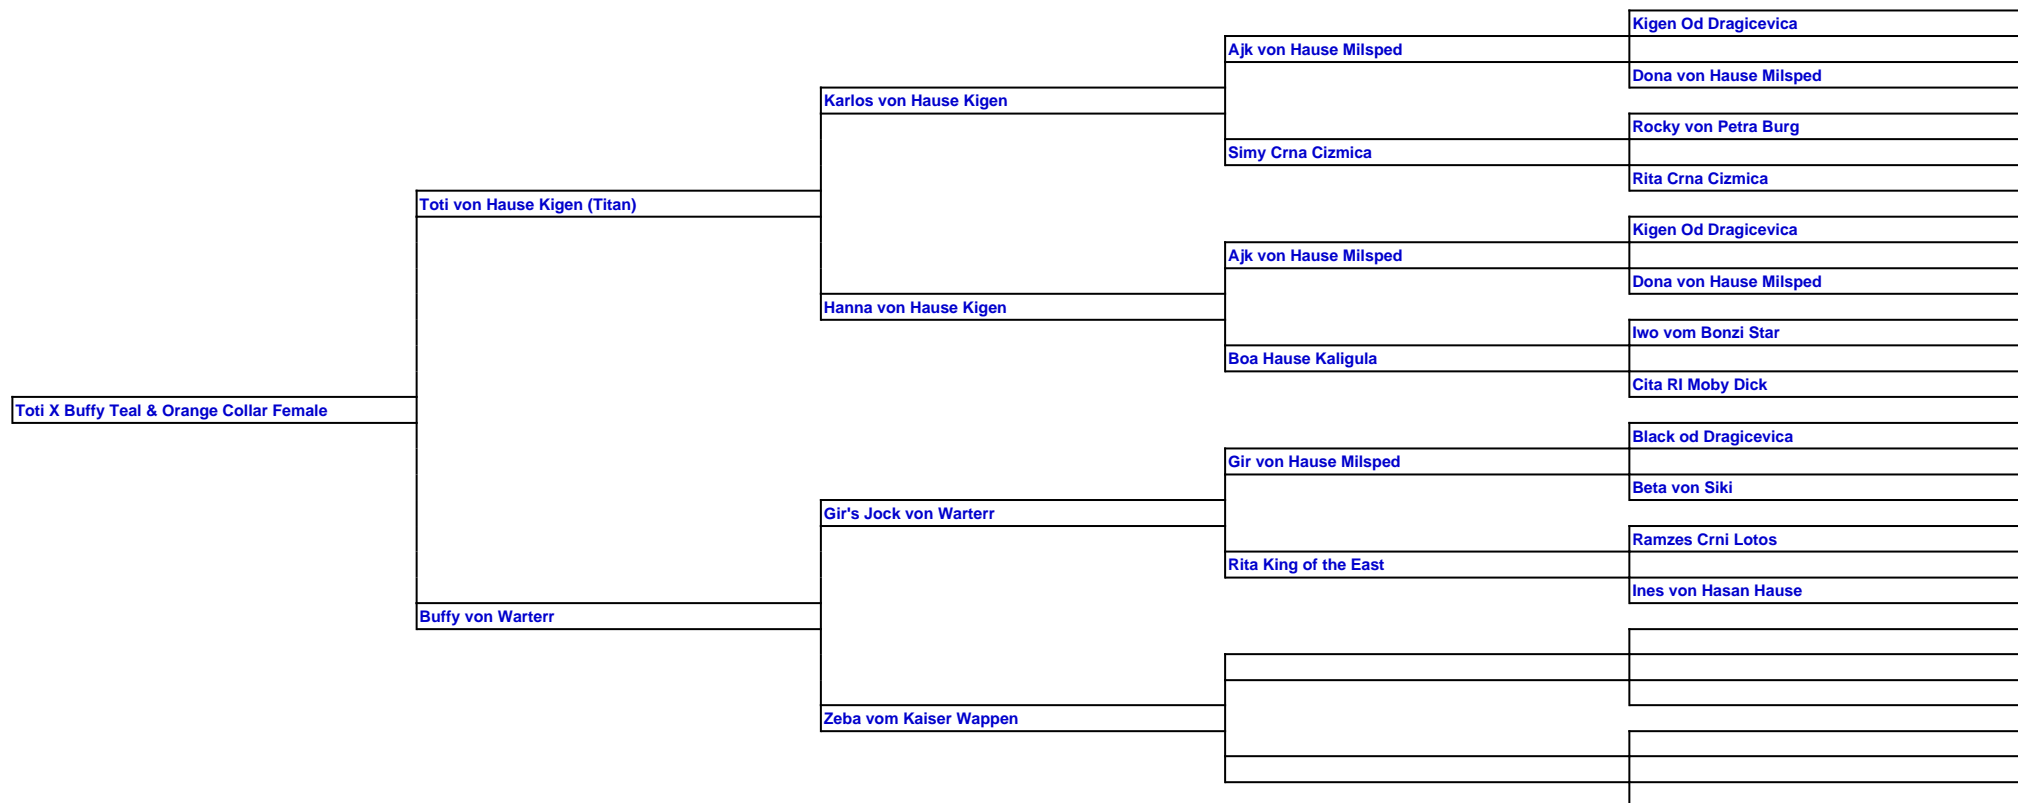 Kigen Od Dragicevica
Ajk von Hause Milsped
Dona von Hause Milsped
Karlos von Hause Kigen
Rocky von Petra Burg
Simy Crna Cizmica
Rita Crna Cizmica
Toti von Hause Kigen (Titan)
Kigen Od Dragicevica
Ajk von Hause Milsped
Dona von Hause Milsped
Hanna von Hause Kigen
Iwo vom Bonzi Star
Boa Hause Kaligula
Cita RI Moby Dick
Toti X Buffy Teal & Orange Collar Female
Black od Dragicevica
Gir von Hause Milsped
Beta von Siki
Gir's Jock von Warterr
Ramzes Crni Lotos
Rita King of the East
Ines von Hasan Hause
Buffy von Warterr
Zeba vom Kaiser Wappen